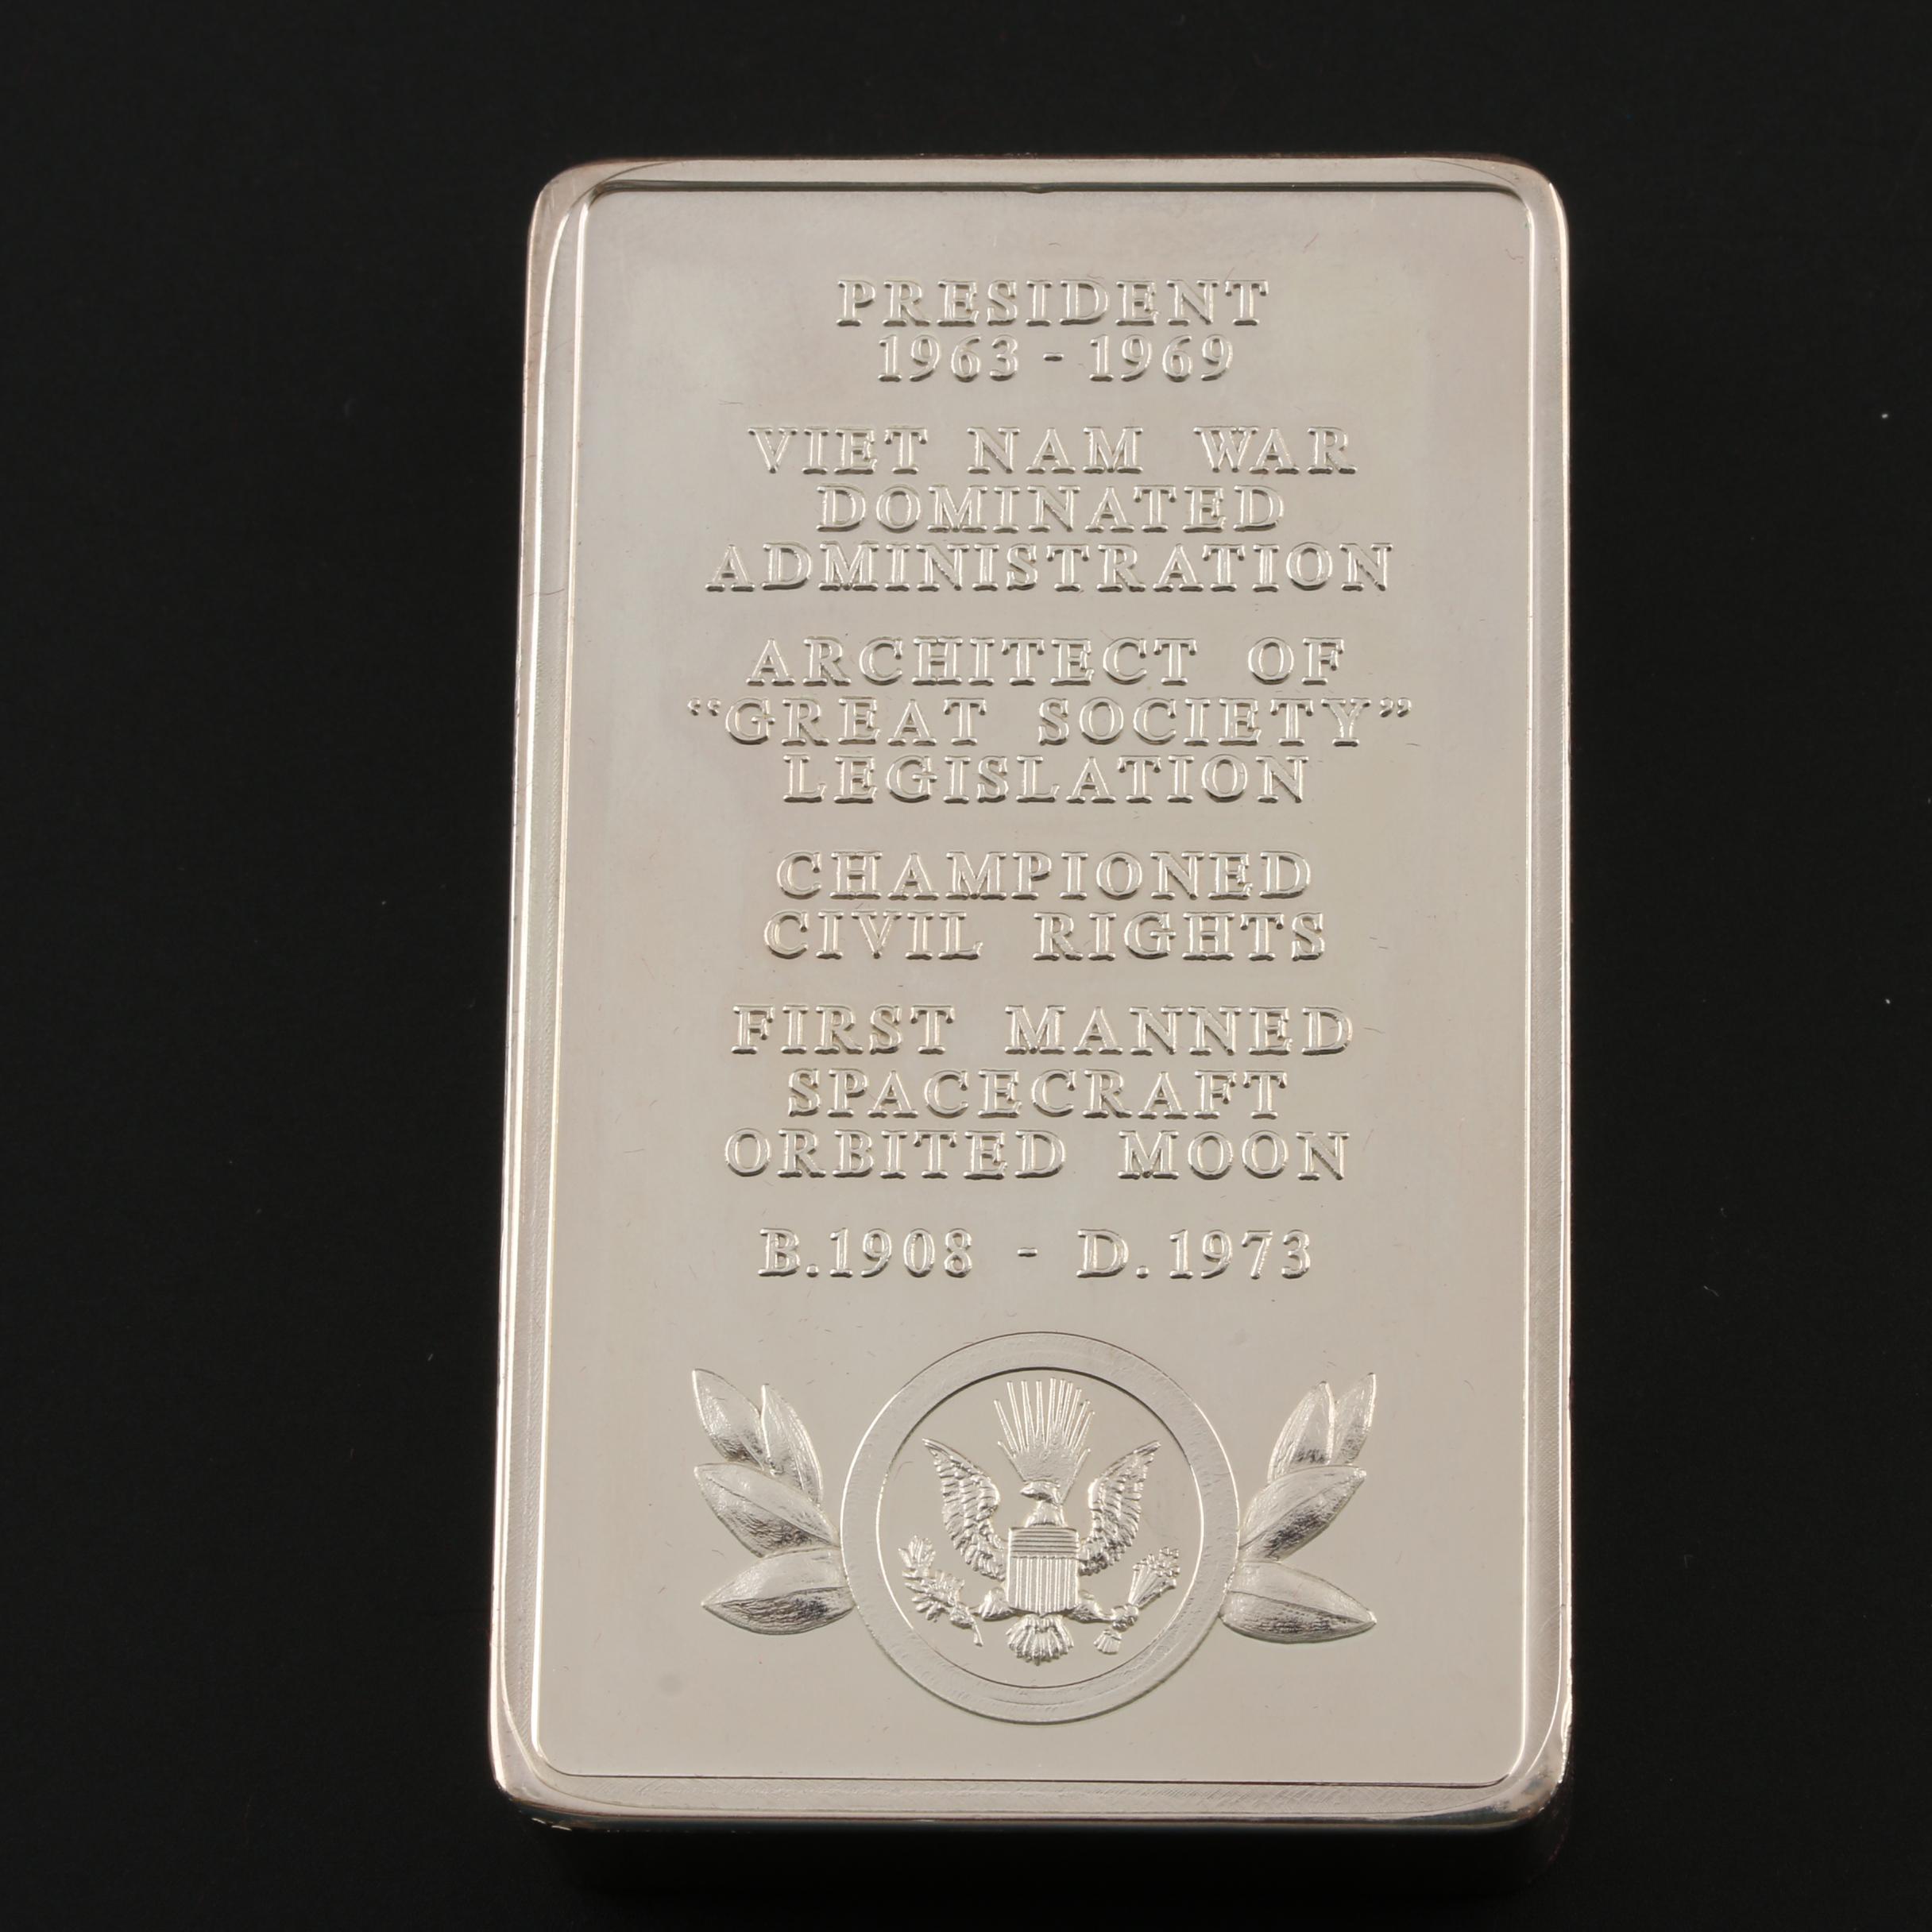 PRESIDENT
1963 - 1969
VIET NAM WAR
DOMINATED
ADMINISTRATION
ARCHITECT OF
“GREAT SOCIETY”
LEGISLATION
CHAMPIONED
CIVIL RIGHTS
FIRST MANNED
SPACECRAFT
ORBITED MOON
B.1908 - D.1973